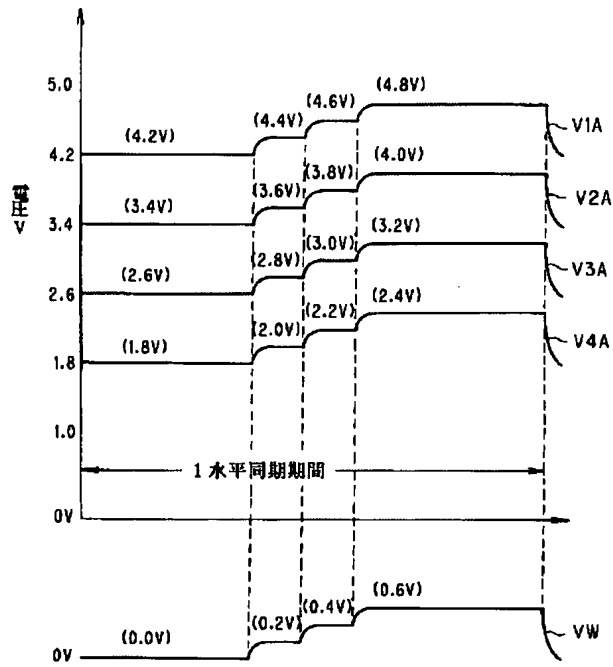 5.0
(4.8V)
(4.6V)
(4.4V)
(4.2V)
V1A
4.2
(4.0V)
(3.8V)
(3.6V)
V2A
電圧 V
(3.4V)
3.4
(3.2V)
(3.0V)
(2.8V)
(2.6V)
V3A
2.6
(2.4V)
(2.2V)
(2.0V)
(1.8V)
V4A
1.8
1.0
1水平同期期間
0V
(0.6V)
(0.4V)
(0.2V)
(0.0V)
VW
0V